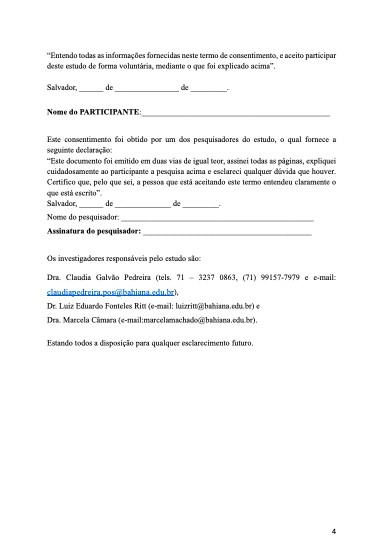 “Entendo todas as informações fornecidas neste termo de consentimento, e aceito participar
deste estudo de forma voluntária, mediante o que foi explicado acima”.
Salvador, ______ de _________________ de __________.
Nome do PARTICIPANTE:__________________________________________________
Este consentimento foi obtido por um dos pesquisadores do estudo, o qual fornece a
seguinte declaração:
“Este documento foi emitido em duas vias de igual teor, assinei todas as páginas, expliquei
cuidadosamente ao participante a pesquisa acima e esclareci qualquer dúvida que houver.
Certifico que, pelo que sei, a pessoa que está aceitando este termo entendeu claramente o
que está escrito”.
Salvador, ______ de _______________ de __________.
Nome do pesquisador: ___________________________________________________
Assinatura do pesquisador: _____________________________________________
Os investigadores responsáveis pelo estudo são:
Dra. Claudia Galvão Pedreira (tels. 71 – 3237 0863, (71) 99157-7979 e e-mail:
claudiapedreira.pos@bahiana.edu.br),
Dr. Luiz Eduardo Fonteles Ritt (e-mail: luizritt@bahiana.edu.br) e
Dra. Marcela Câmara (e-mail:marcelamachado@bahiana.edu.br).
Estando todos a disposição para qualquer esclarecimento futuro.
4